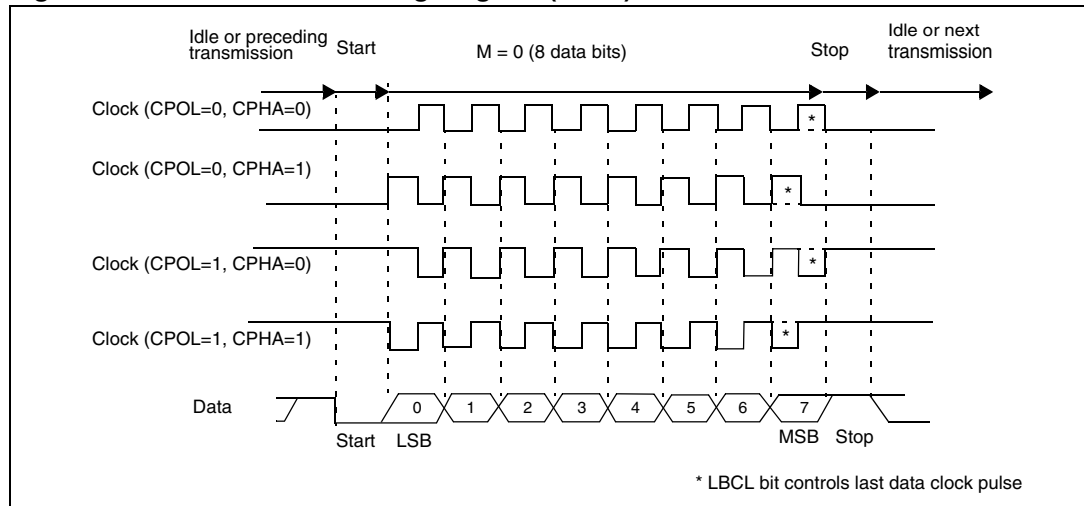 Idle or preceding transmission
Start
M = 0 (8 data bits)
Stop
Idle or next transmission
Clock (CPOL=0, CPHA=0)
*
Clock (CPOL=0, CPHA=1)
*
Clock (CPOL=1, CPHA=0)
*
Clock (CPOL=1, CPHA=1)
*
Data 0 1 2 3 4 5 6 7
Start LSB MSB Stop
* LBCL bit controls last data clock pulse